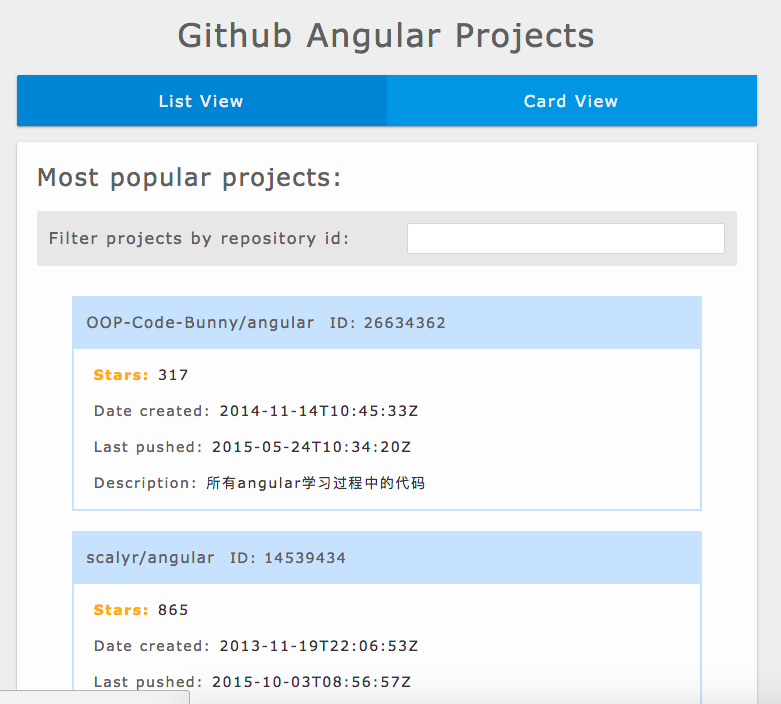 Github Angular Projects
List View Card View
Most popular projects:
Filter projects by repository id:
OOP-Code-Bunny/angular ID: 26634362
Stars: 317
Date created: 2014-11-14T10:45:33Z
Last pushed: 2015-05-24T10:34:20Z
Description: 所有angular学习过程中的代码
scalyr/angular ID: 14539434
Stars: 865
Date created: 2013-11-19T22:06:53Z
Last pushed: 2015-10-03T08:56:57Z